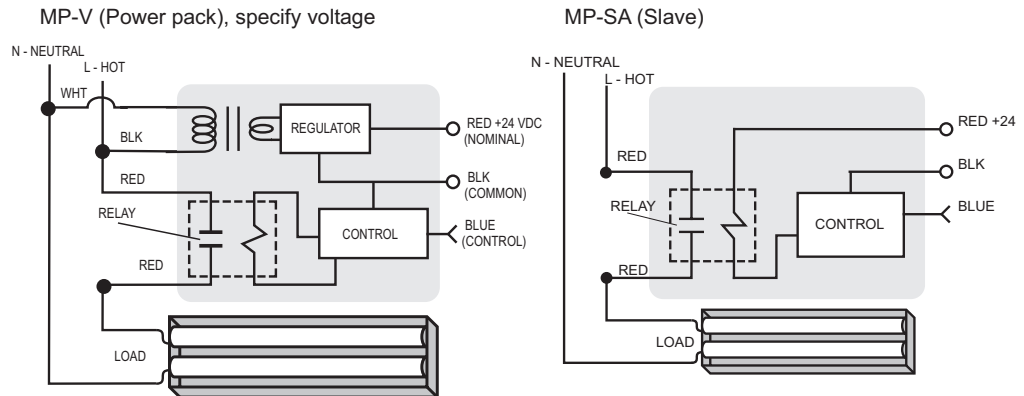 MP-V (Power pack), specify voltage
N - NEUTRAL
L - HOT
WHT
BLK
RED
RELAY
RED
LOAD
REGULATOR
CONTROL
RED +24 VDC
(NOMINAL)
BLK
(COMMON)
BLUE
(CONTROL)
MP-SA (Slave)
N - NEUTRAL
L - HOT
RED
RELAY
RED
LOAD
CONTROL
RED +24
BLK
BLUE